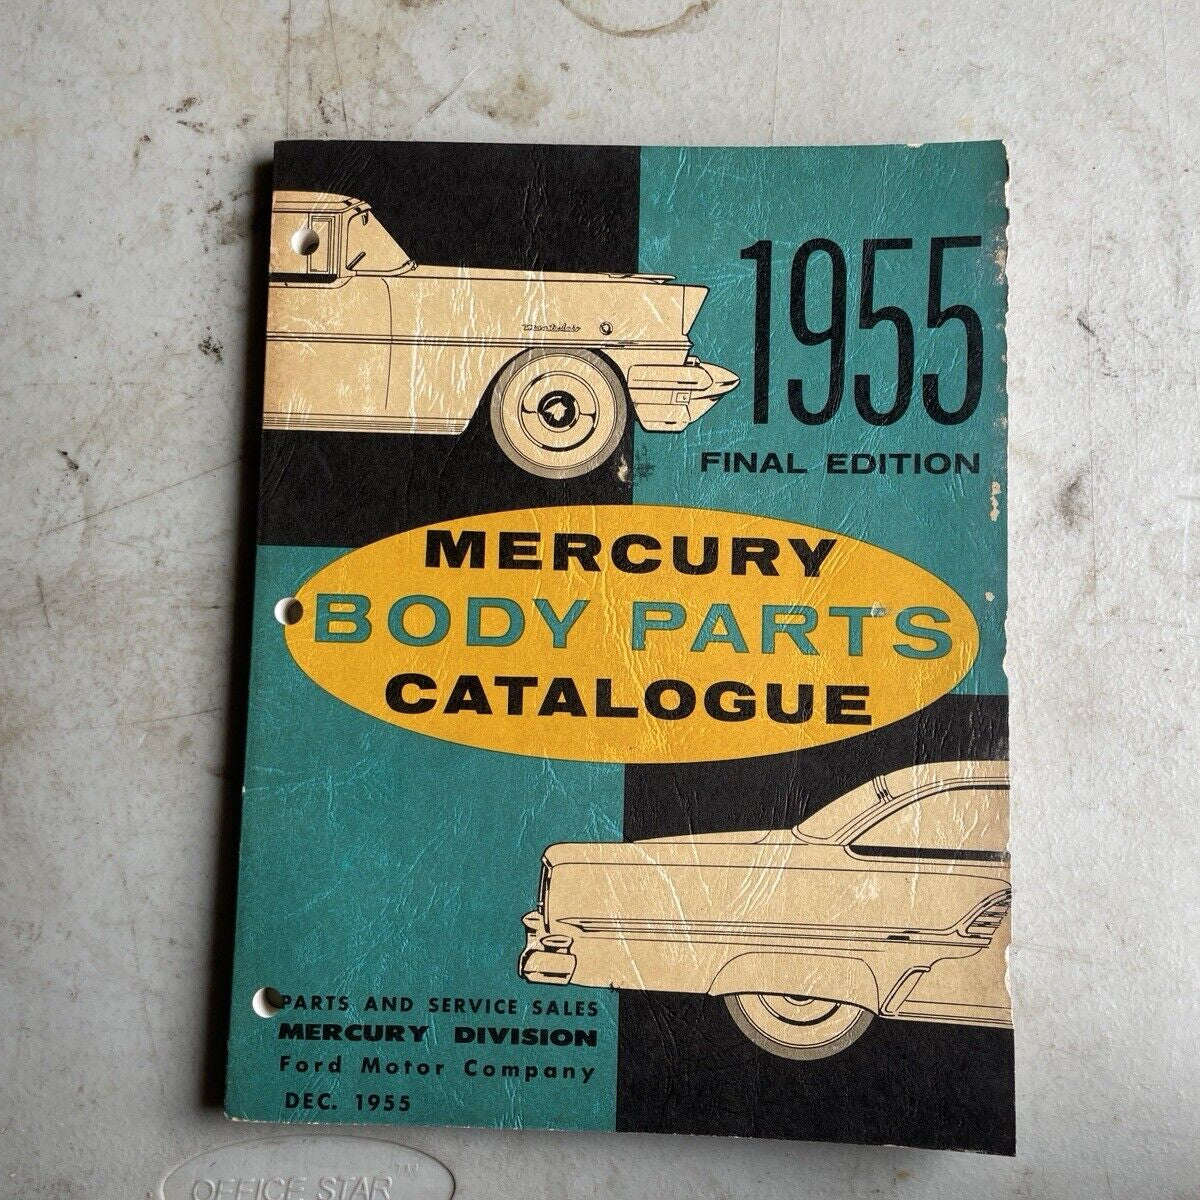 1955
FINAL EDITION
MERCURY
BODY PARTS
CATALOGUE
PARTS AND SERVICE SALES
MERCURY DIVISION
Ford Motor Company
DEC. 1955
OFFICE STAR™